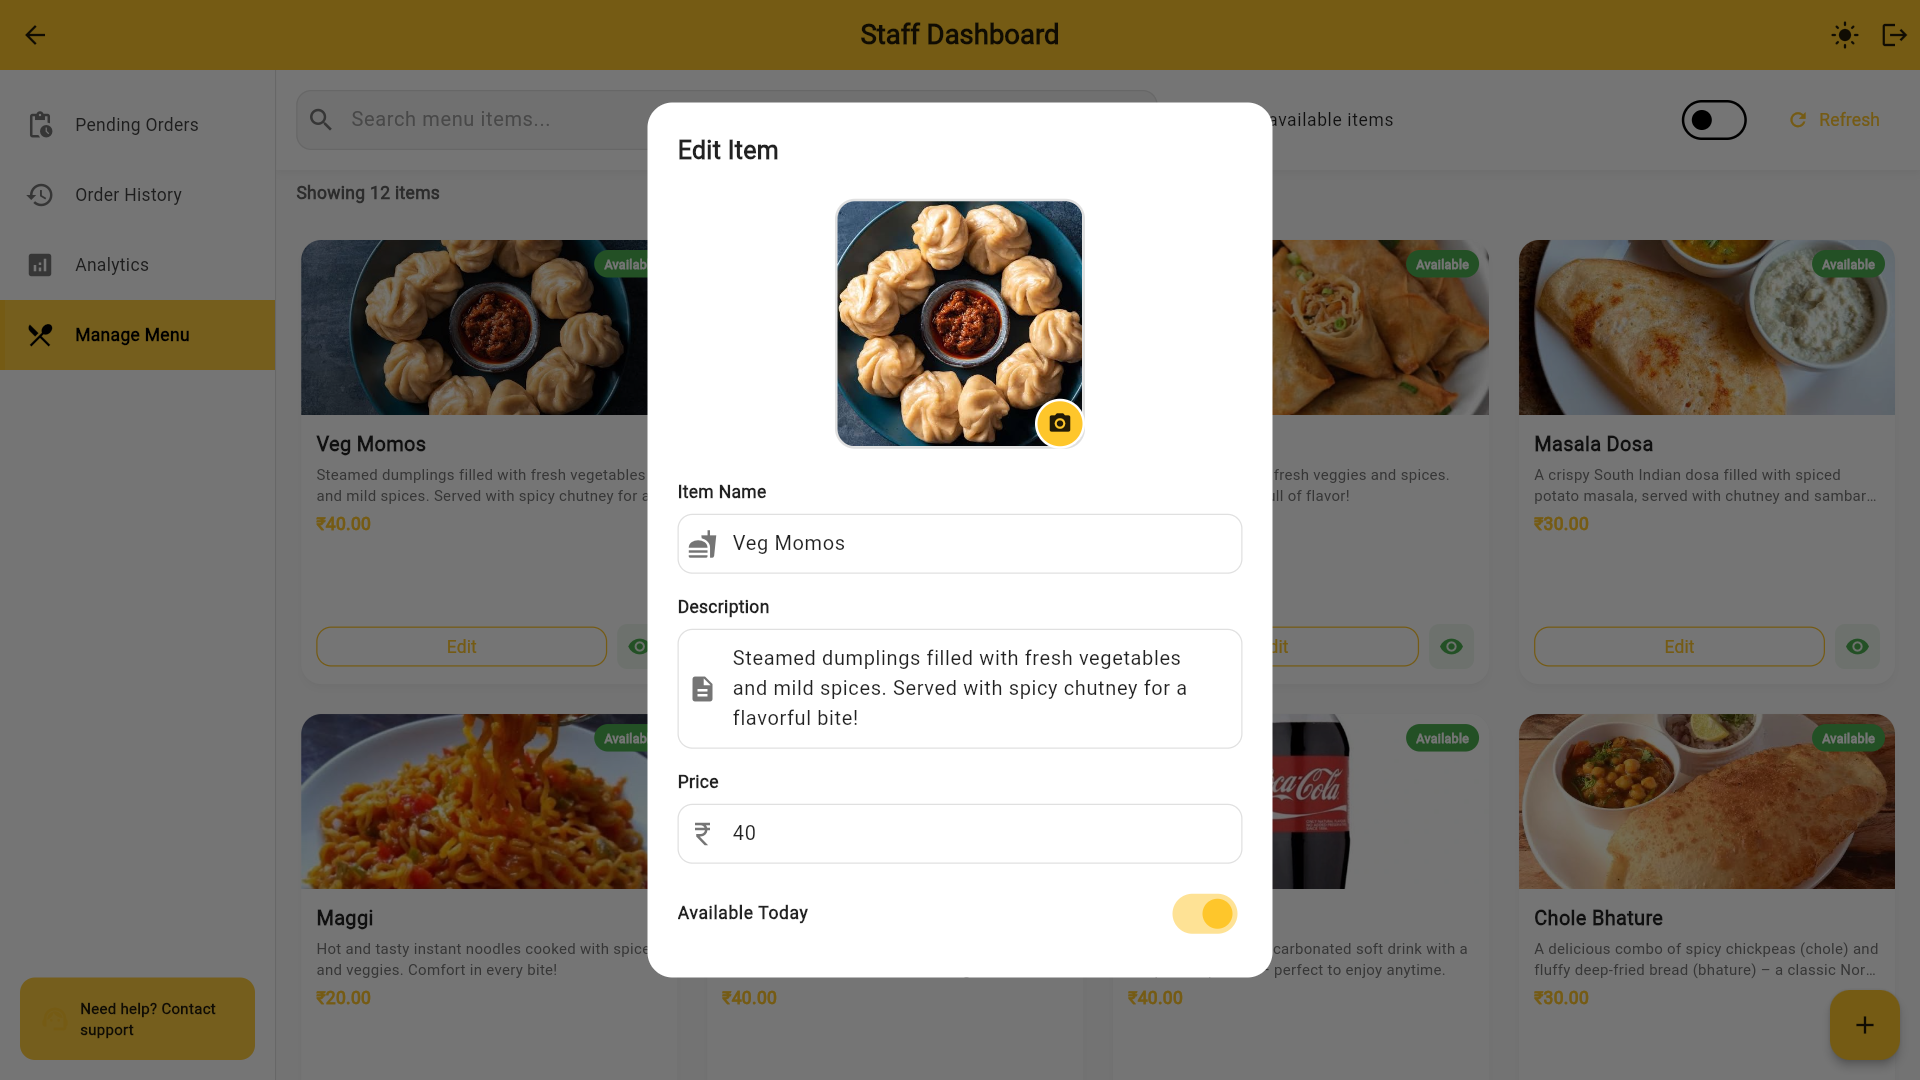 Staff Dashboard
Pending Orders
Order History
Analytics
Manage Menu
Need help? Contact
support
Search menu items...
available items
Refresh
Showing 12 items
Available
Veg Momos
Steamed dumplings filled with fresh vegetables
and mild spices. Served with spicy chutney for
₹40.00
Edit
Available
fresh veggies and spices.
of flavor!
Available
Masala Dosa
A crispy South Indian dosa filled with spiced
potato masala, served with chutney and sambar...
₹30.00
Edit
Maggi
Hot and tasty instant noodles cooked with
and veggies. Comfort in every bite!
₹20.00
₹40.00
Available
Coca-Cola
carbonated soft drink with a
perfect to enjoy anytime.
₹40.00
Available
Chole Bhature
A delicious combo of spicy chickpeas (chole) and
fluffy deep-fried bread (bhature) – a classic Nor...
₹30.00
Edit Item
Item Name
Veg Momos
Description
Steamed dumplings filled with fresh vegetables
and mild spices. Served with spicy chutney for a
flavorful bite!
Price
₹ 40
Available Today